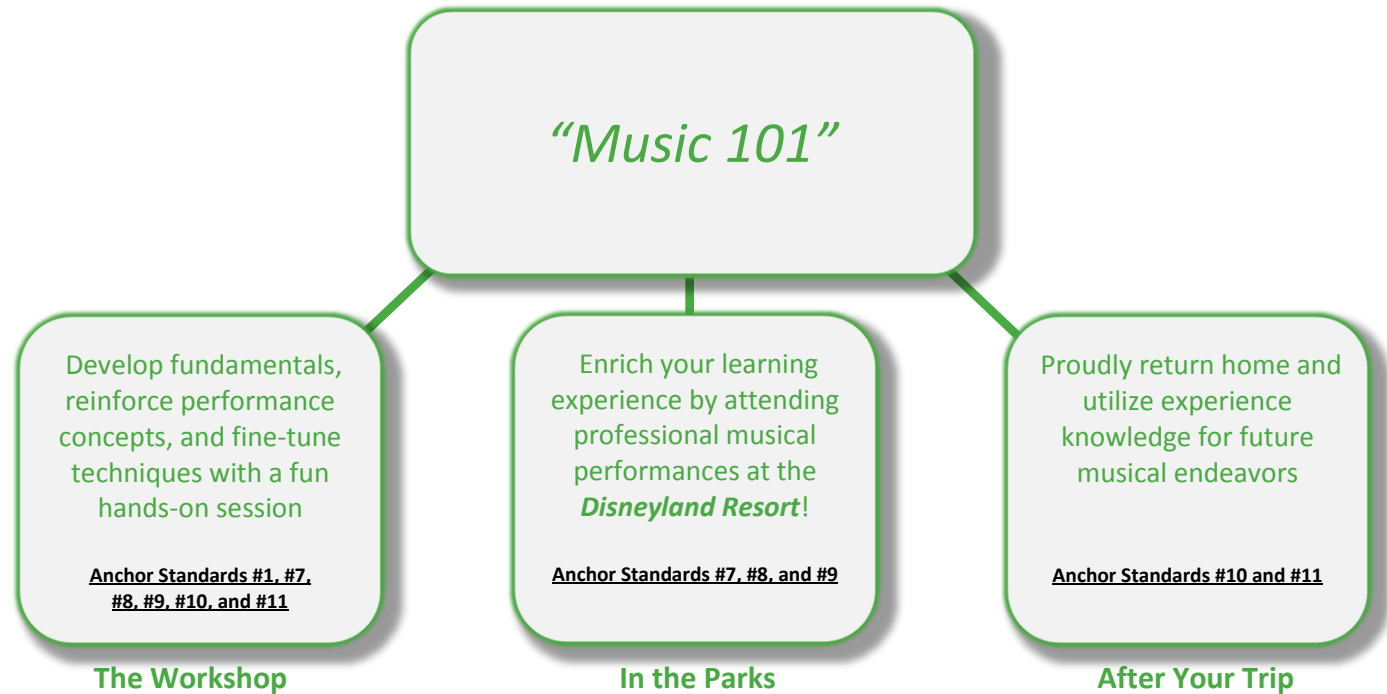 “Music 101”
Develop fundamentals,
reinforce performance
concepts, and fine-tune
techniques with a fun
hands-on session
Anchor Standards #1, #7,
#8, #9, #10, and #11
The Workshop
Enrich your learning
experience by attending
professional musical
performances at the
Disneyland Resort!
Anchor Standards #7, #8, and #9
In the Parks
Proudly return home and
utilize experience
knowledge for future
musical endeavors
Anchor Standards #10 and #11
After Your Trip